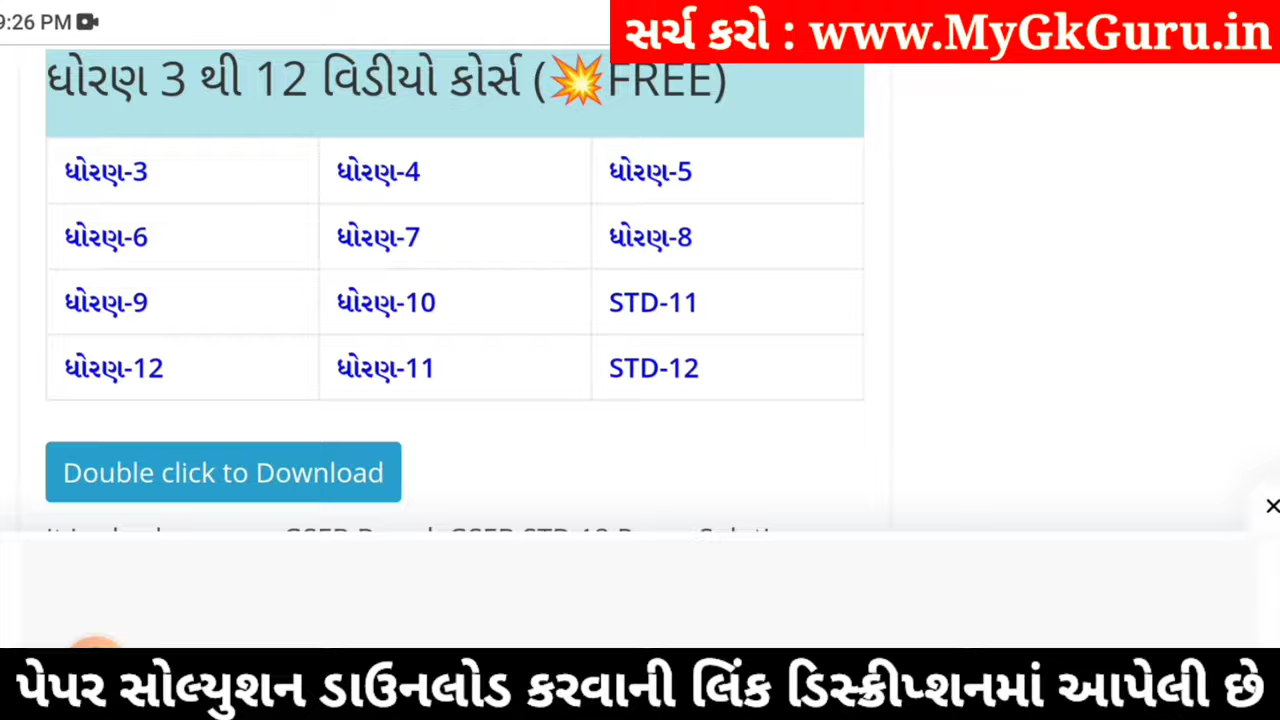 9:26 PM
સર્ચ કરો : www.MyGkGuru.in
ધોરણ 3 થી 12 વિડીયો કોર્સ (💥FREE)
ધોરણ-3 ધોરણ-4 ધોરણ-5
ધોરણ-6 ધોરણ-7 ધોરણ-8
ધોરણ-9 ધોરણ-10 STD-11
ધોરણ-12 ધોરણ-11 STD-12
Double click to Download
પેપર સોલ્યુશન ડાઉનલોડ કરવાની લિંક ડિસ્ક્રીપ્શનમાં આપેલી છે